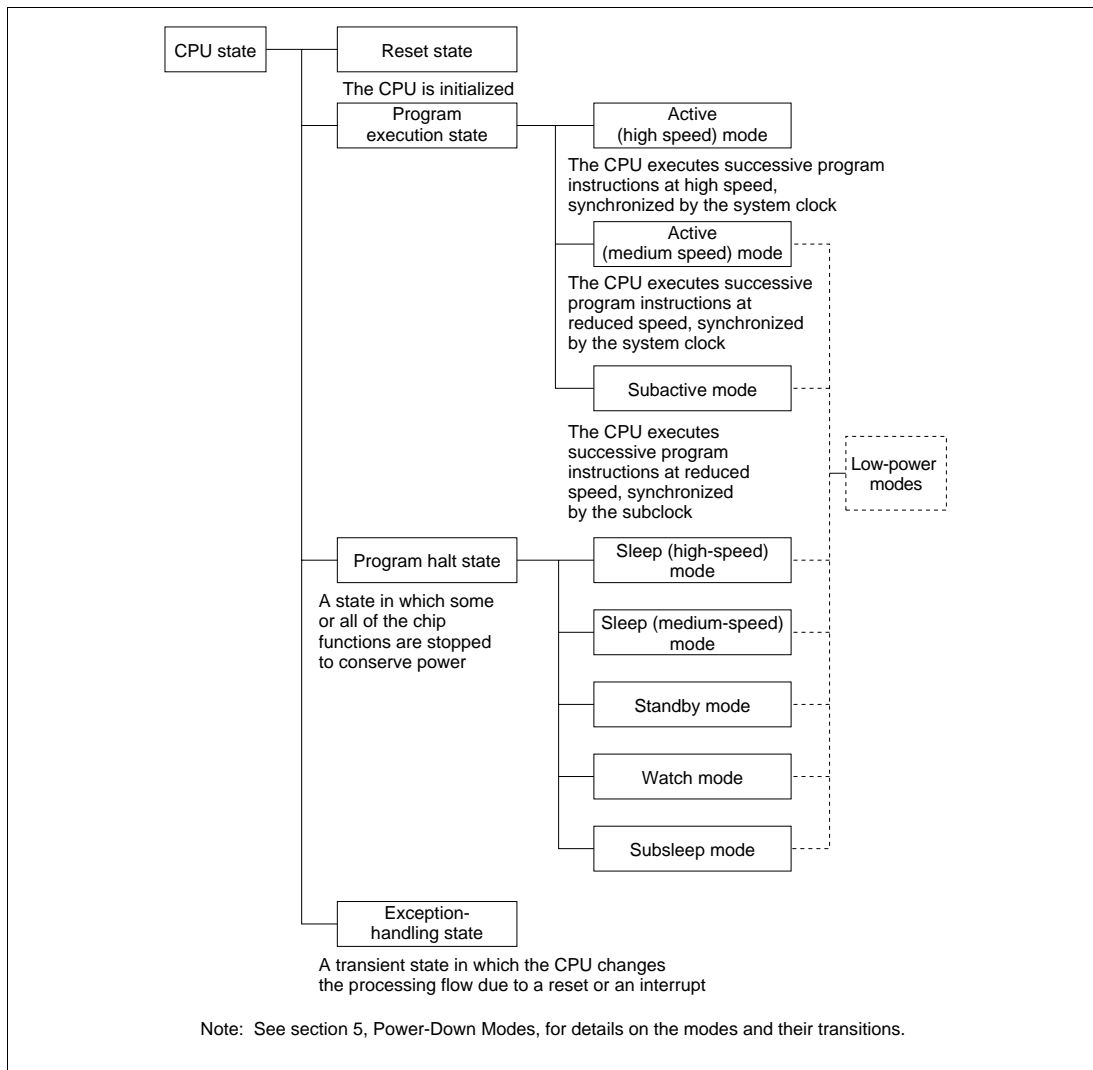 CPU state
Reset state
The CPU is initialized
Program
execution state
Active
(high speed) mode
The CPU executes successive program
instructions at high speed,
synchronized by the system clock
Active
(medium speed) mode
The CPU executes successive
program instructions at
reduced speed, synchronized
by the system clock
Subactive mode
The CPU executes
successive program
instructions at reduced
speed, synchronized
by the subclock
Low-power
modes
Program halt state
A state in which some
or all of the chip
functions are stopped
to conserve power
Sleep (high-speed)
mode
Sleep (medium-speed)
mode
Standby mode
Watch mode
Subsleep mode
Exception-
handling state
A transient state in which the CPU changes
the processing flow due to a reset or an interrupt
Note: See section 5, Power-Down Modes, for details on the modes and their transitions.